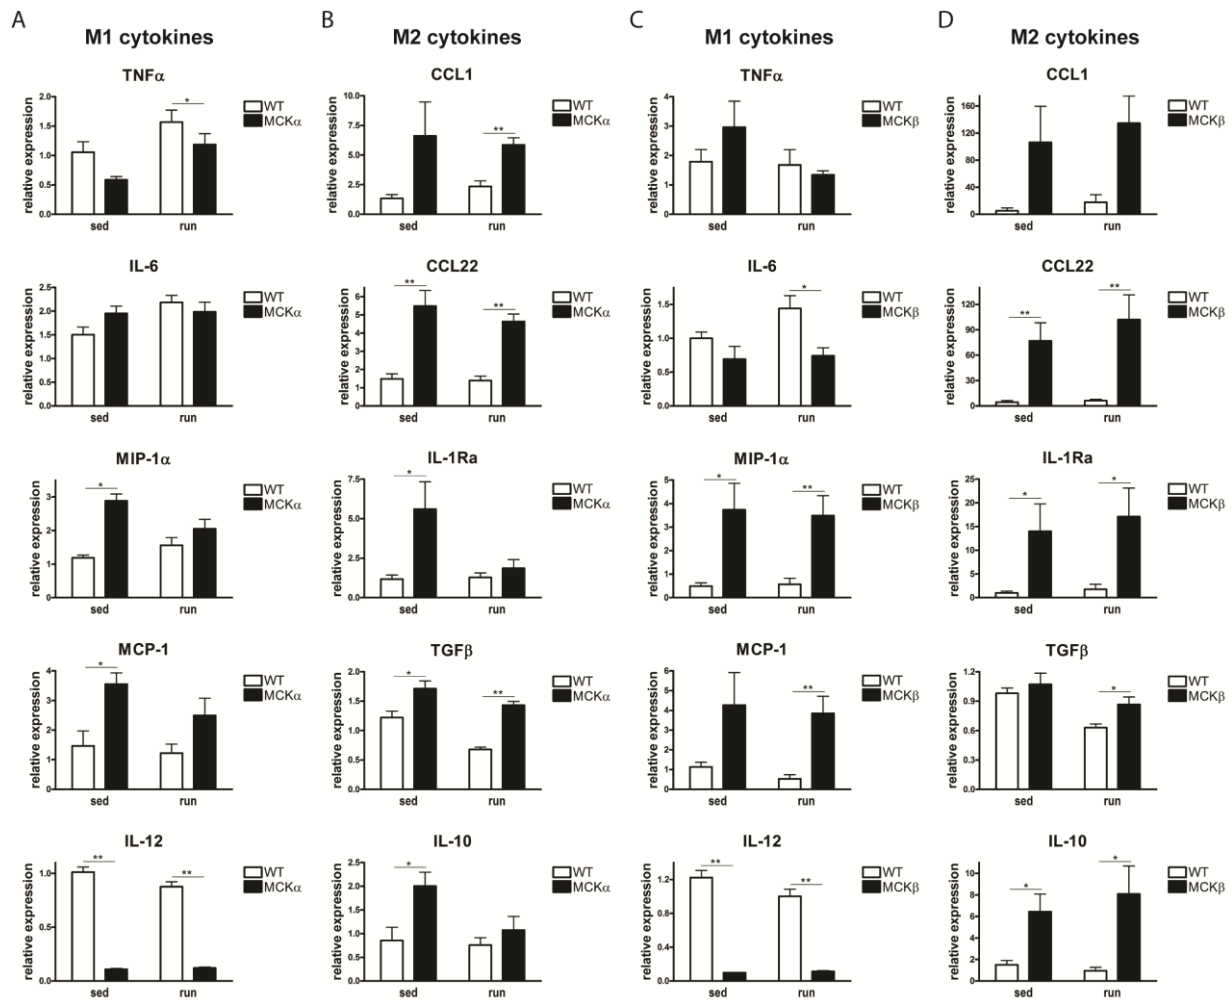 A B C D
M1 cytokines M2 cytokines M1 cytokines M2 cytokines
TNFα
relative expression
2.0
1.5
1.0
0.5
0.0
sed run
WT
MCKα
*
CCL1
relative expression
10.0
7.5
5.0
2.5
0.0
sed run
WT
MCKα
**
TNFα
relative expression
4
3
2
1
0
sed run
WT
MCKβ
CCL1
relative expression
160
120
80
40
0
sed run
WT
MCKβ
IL-6
relative expression
2.5
2.0
1.5
1.0
0.5
0.0
sed run
WT
MCKα
CCL22
relative expression
6
5
4
3
2
1
0
sed run
WT
MCKα
**
**
IL-6
relative expression
1.5
1.0
0.5
0.0
sed run
WT
MCKβ
*
CCL22
relative expression
120
90
60
30
0
sed run
WT
MCKβ
**
**
MIP-1α
relative expression
3
2
1
0
sed run
WT
MCKα
*
IL-1Ra
relative expression
7.5
5.0
2.5
0.0
sed run
WT
MCKα
*
MIP-1α
relative expression
5
4
3
2
1
0
sed run
WT
MCKβ
*
**
IL-1Ra
relative expression
25
20
15
10
5
0
sed run
WT
MCKβ
*
*
MCP-1
relative expression
4
3
2
1
0
sed run
WT
MCKα
*
TGFβ
relative expression
2.0
1.5
1.0
0.5
0.0
sed run
WT
MCKα
*
**
MCP-1
relative expression
6
5
4
3
2
1
0
sed run
WT
MCKβ
**
TGFβ
relative expression
1.2
0.9
0.6
0.3
0.0
sed run
WT
MCKβ
*
IL-12
relative expression
1.0
0.5
0.0
sed run
WT
MCKα
**
**
IL-10
relative expression
2.5
2.0
1.5
1.0
0.5
0.0
sed run
WT
MCKα
*
IL-12
relative expression
1.2
0.8
0.4
0.0
sed run
WT
MCKβ
**
**
IL-10
relative expression
10
8
6
4
2
0
sed run
WT
MCKβ
*
*